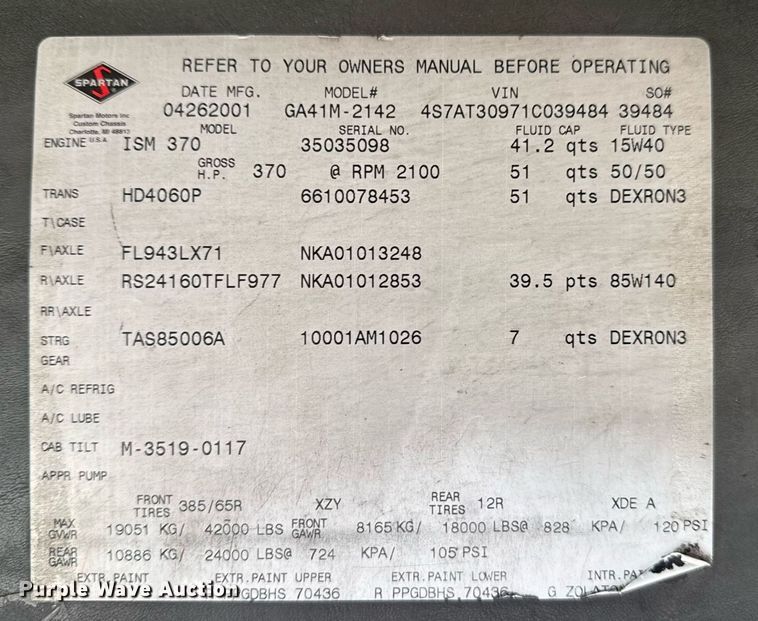 REFER TO YOUR OWNERS MANUAL BEFORE OPERATING
SPARTAN
Spartan Motors Inc
Custom Chassis
Charlotte, MI 48813
U.S.A
DATE MFG. MODEL# VIN SO#
04262001 GA41M-2142 4S7AT30971C039484 39484
MODEL SERIAL NO. FLUID CAP FLUID TYPE
ENGINE ISM 370 35035098 41.2 qts 15W40
GROSS H.P. 370 @ RPM 2100 51 qts 50/50
TRANS HD4060P 6610078453 51 qts DEXRON3
T\CASE
F\AXLE FL943LX71 NKA01013248
R\AXLE RS24160TFLF977 NKA01012853 39.5 pts 85W140
RR\AXLE
STRG GEAR TAS85006A 10001AM1026 7 qts DEXRON3
A/C REFRIG
A/C LUBE
CAB TILT M-3519-0117
APPR PUMP
FRONT TIRES 385/65R XZY REAR TIRES 12R XDE A
MAX GVWR 19051 KG/ 42000 LBS FRONT GAWR 8165 KG/ 18000 LBS@ 828 KPA/ 120 PSI
REAR GAWR 10886 KG/ 24000 LBS@ 724 KPA/ 105 PSI
EXTR.PAINT EXTR.PAINT UPPER EXTR.PAINT LOWER INTR.PA
PPGDBHS 70436 R PPGDBHS 70436 G
Purple Wave Auction